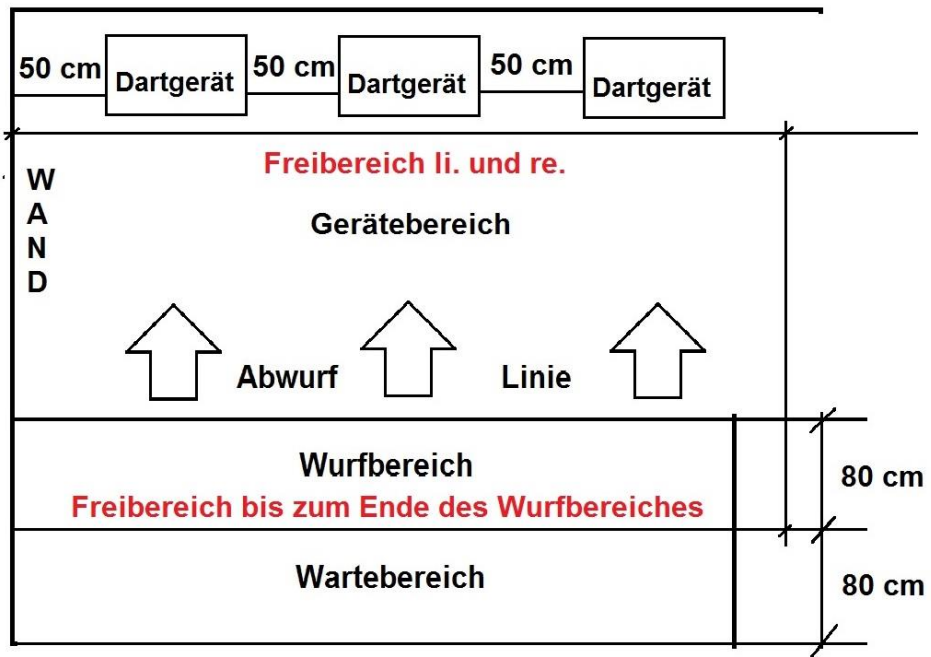 50 cm
Dartgerät
50 cm
Dartgerät
50 cm
Dartgerät
Freibereich li. und re.
WAND
Gerätebereich
Abwurf Linie
Wurfbereich
80 cm
Freibereich bis zum Ende des Wurfbereiches
Wartebereich
80 cm